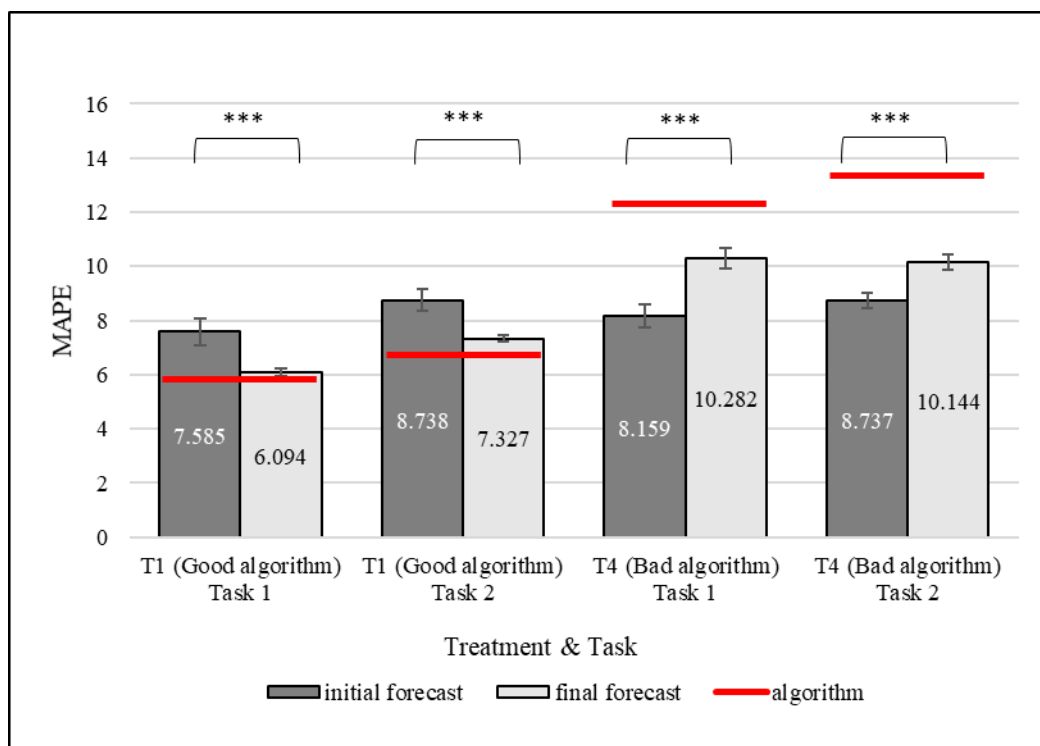 16
14
12
10
8
6
4
2
0
MAPE
*** *** *** ***
7.585 6.094 8.738 7.327 8.159 10.282 8.737 10.144
T1 (Good algorithm) T1 (Good algorithm) T4 (Bad algorithm) T4 (Bad algorithm)
Task 1 Task 2 Task 1 Task 2
Treatment & Task
initial forecast final forecast algorithm